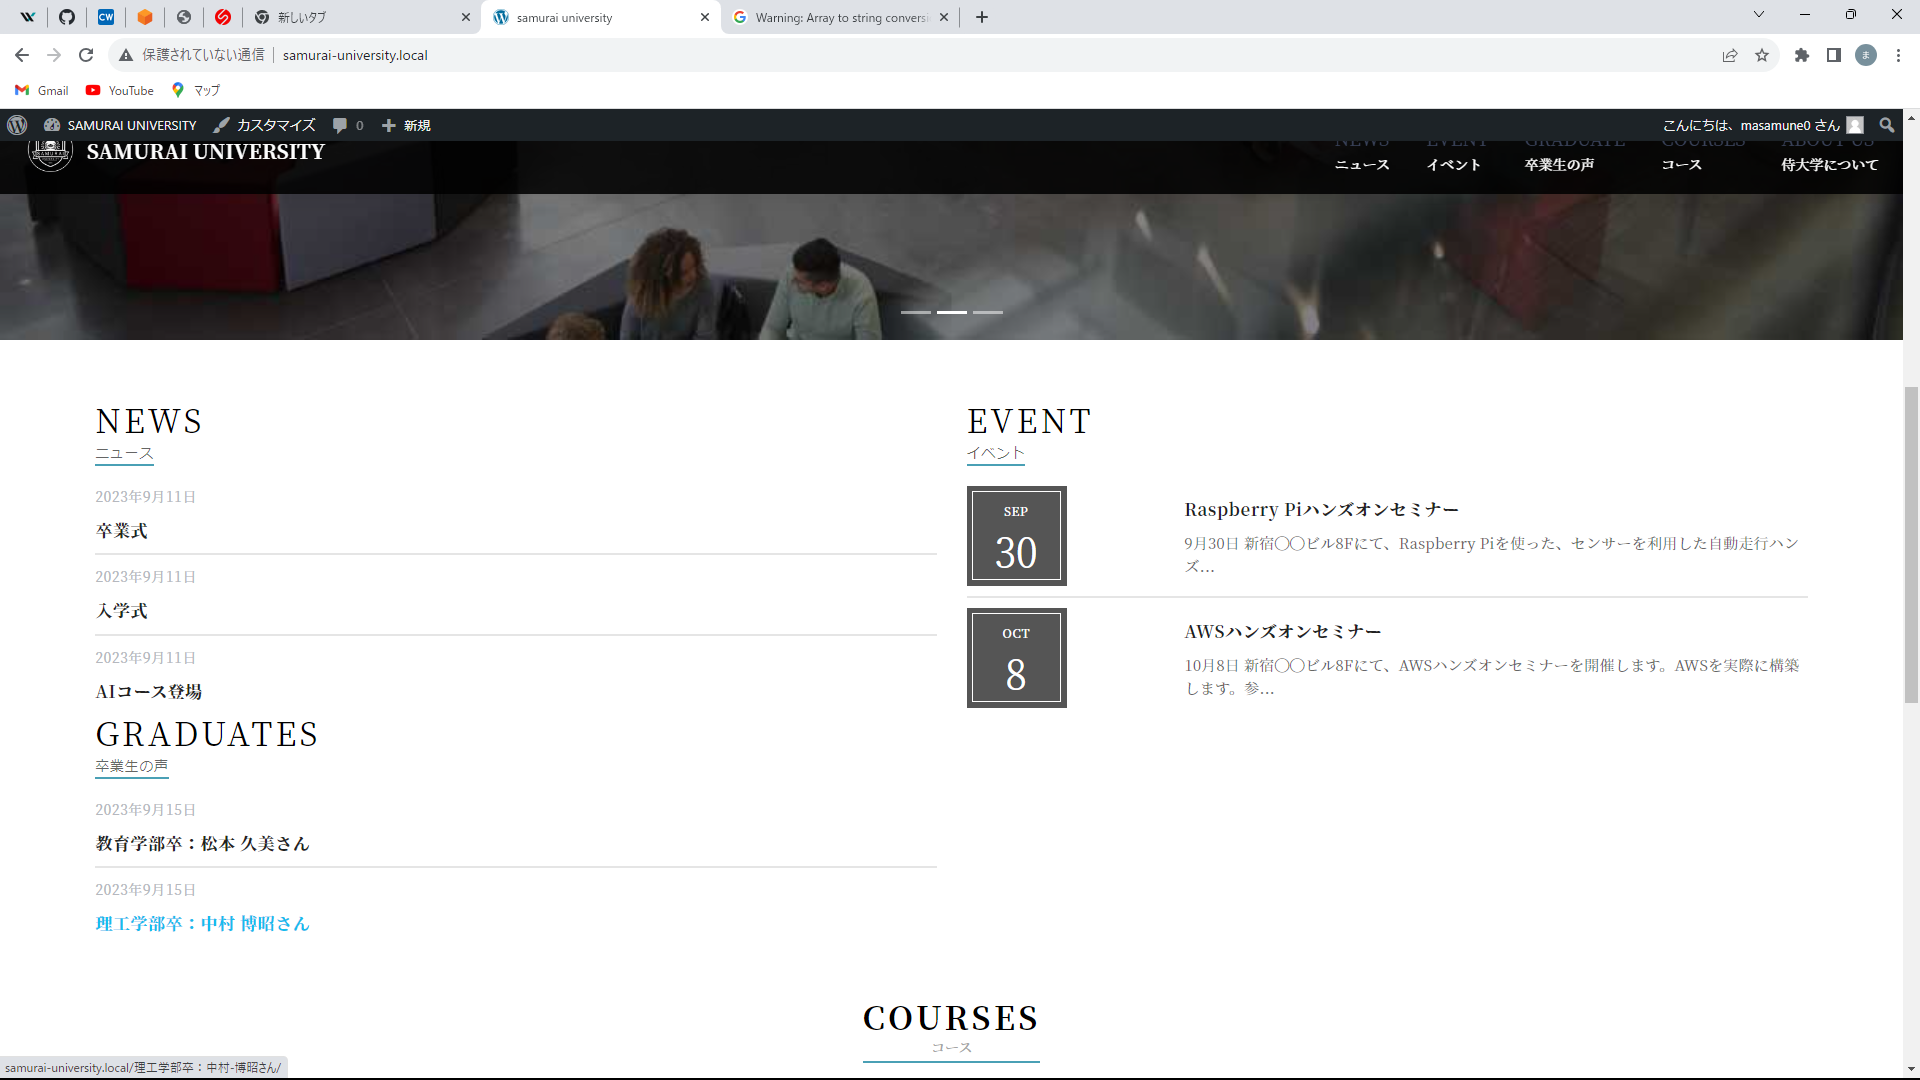 新しいタブ
samurai university
Warning: Array to string conversi
保護されていない通信
samurai-university.local
ま
Gmail
YouTube
マップ
SAMURAI UNIVERSITY
カスタマイズ
0
新規
こんにちは、masamune0 さん
SAMURAI UNIVERSITY
NEWS
EVENT
GRADUATE
COURSES
ABOUT US
ニュース
イベント
卒業生の声
コース
侍大学について
NEWS
ニュース
2023年9月11日
卒業式
2023年9月11日
入学式
2023年9月11日
AIコース登場
EVENT
イベント
SEP
30
Raspberry Piハンズオンセミナー
9月30日 新宿◯◯ビル8Fにて、Raspberry Piを使った、センサーを利用した自動走行ハン
ズ...
OCT
8
AWSハンズオンセミナー
10月8日 新宿◯◯ビル8Fにて、AWSハンズオンセミナーを開催します。AWSを実際に構築
します。参...
GRADUATES
卒業生の声
2023年9月15日
教育学部卒：松本 久美さん
2023年9月15日
理工学部卒：中村 博昭さん
COURSES
コース
samurai-university.local/理工学部卒：中村-博昭さん/